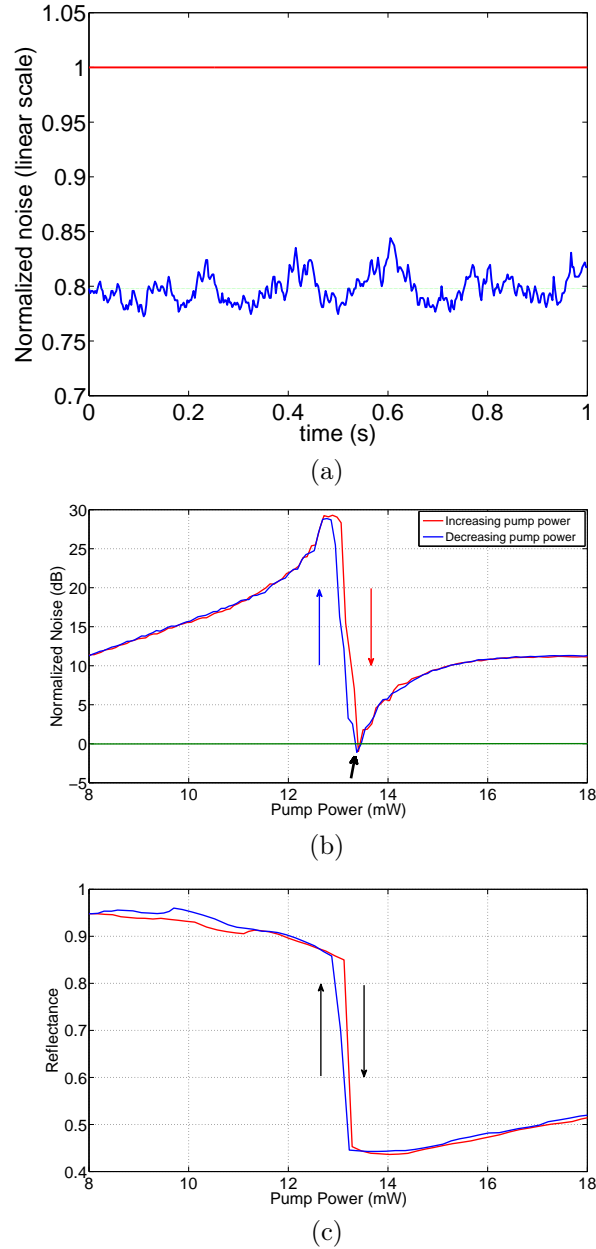 1.05
1
0.95
0.9
0.85
0.8
0.75
0.7
Normalized noise (linear scale)
0 0.2 0.4 0.6 0.8 1
time (s)
(a)
30
25
20
15
10
5
0
−5
Normalized Noise (dB)
Increasing pump power
Decreasing pump power
8 10 12 14 16 18
Pump Power (mW)
(b)
1
0.9
0.8
0.7
0.6
0.5
0.4
Reflectance
8 10 12 14 16 18
Pump Power (mW)
(c)